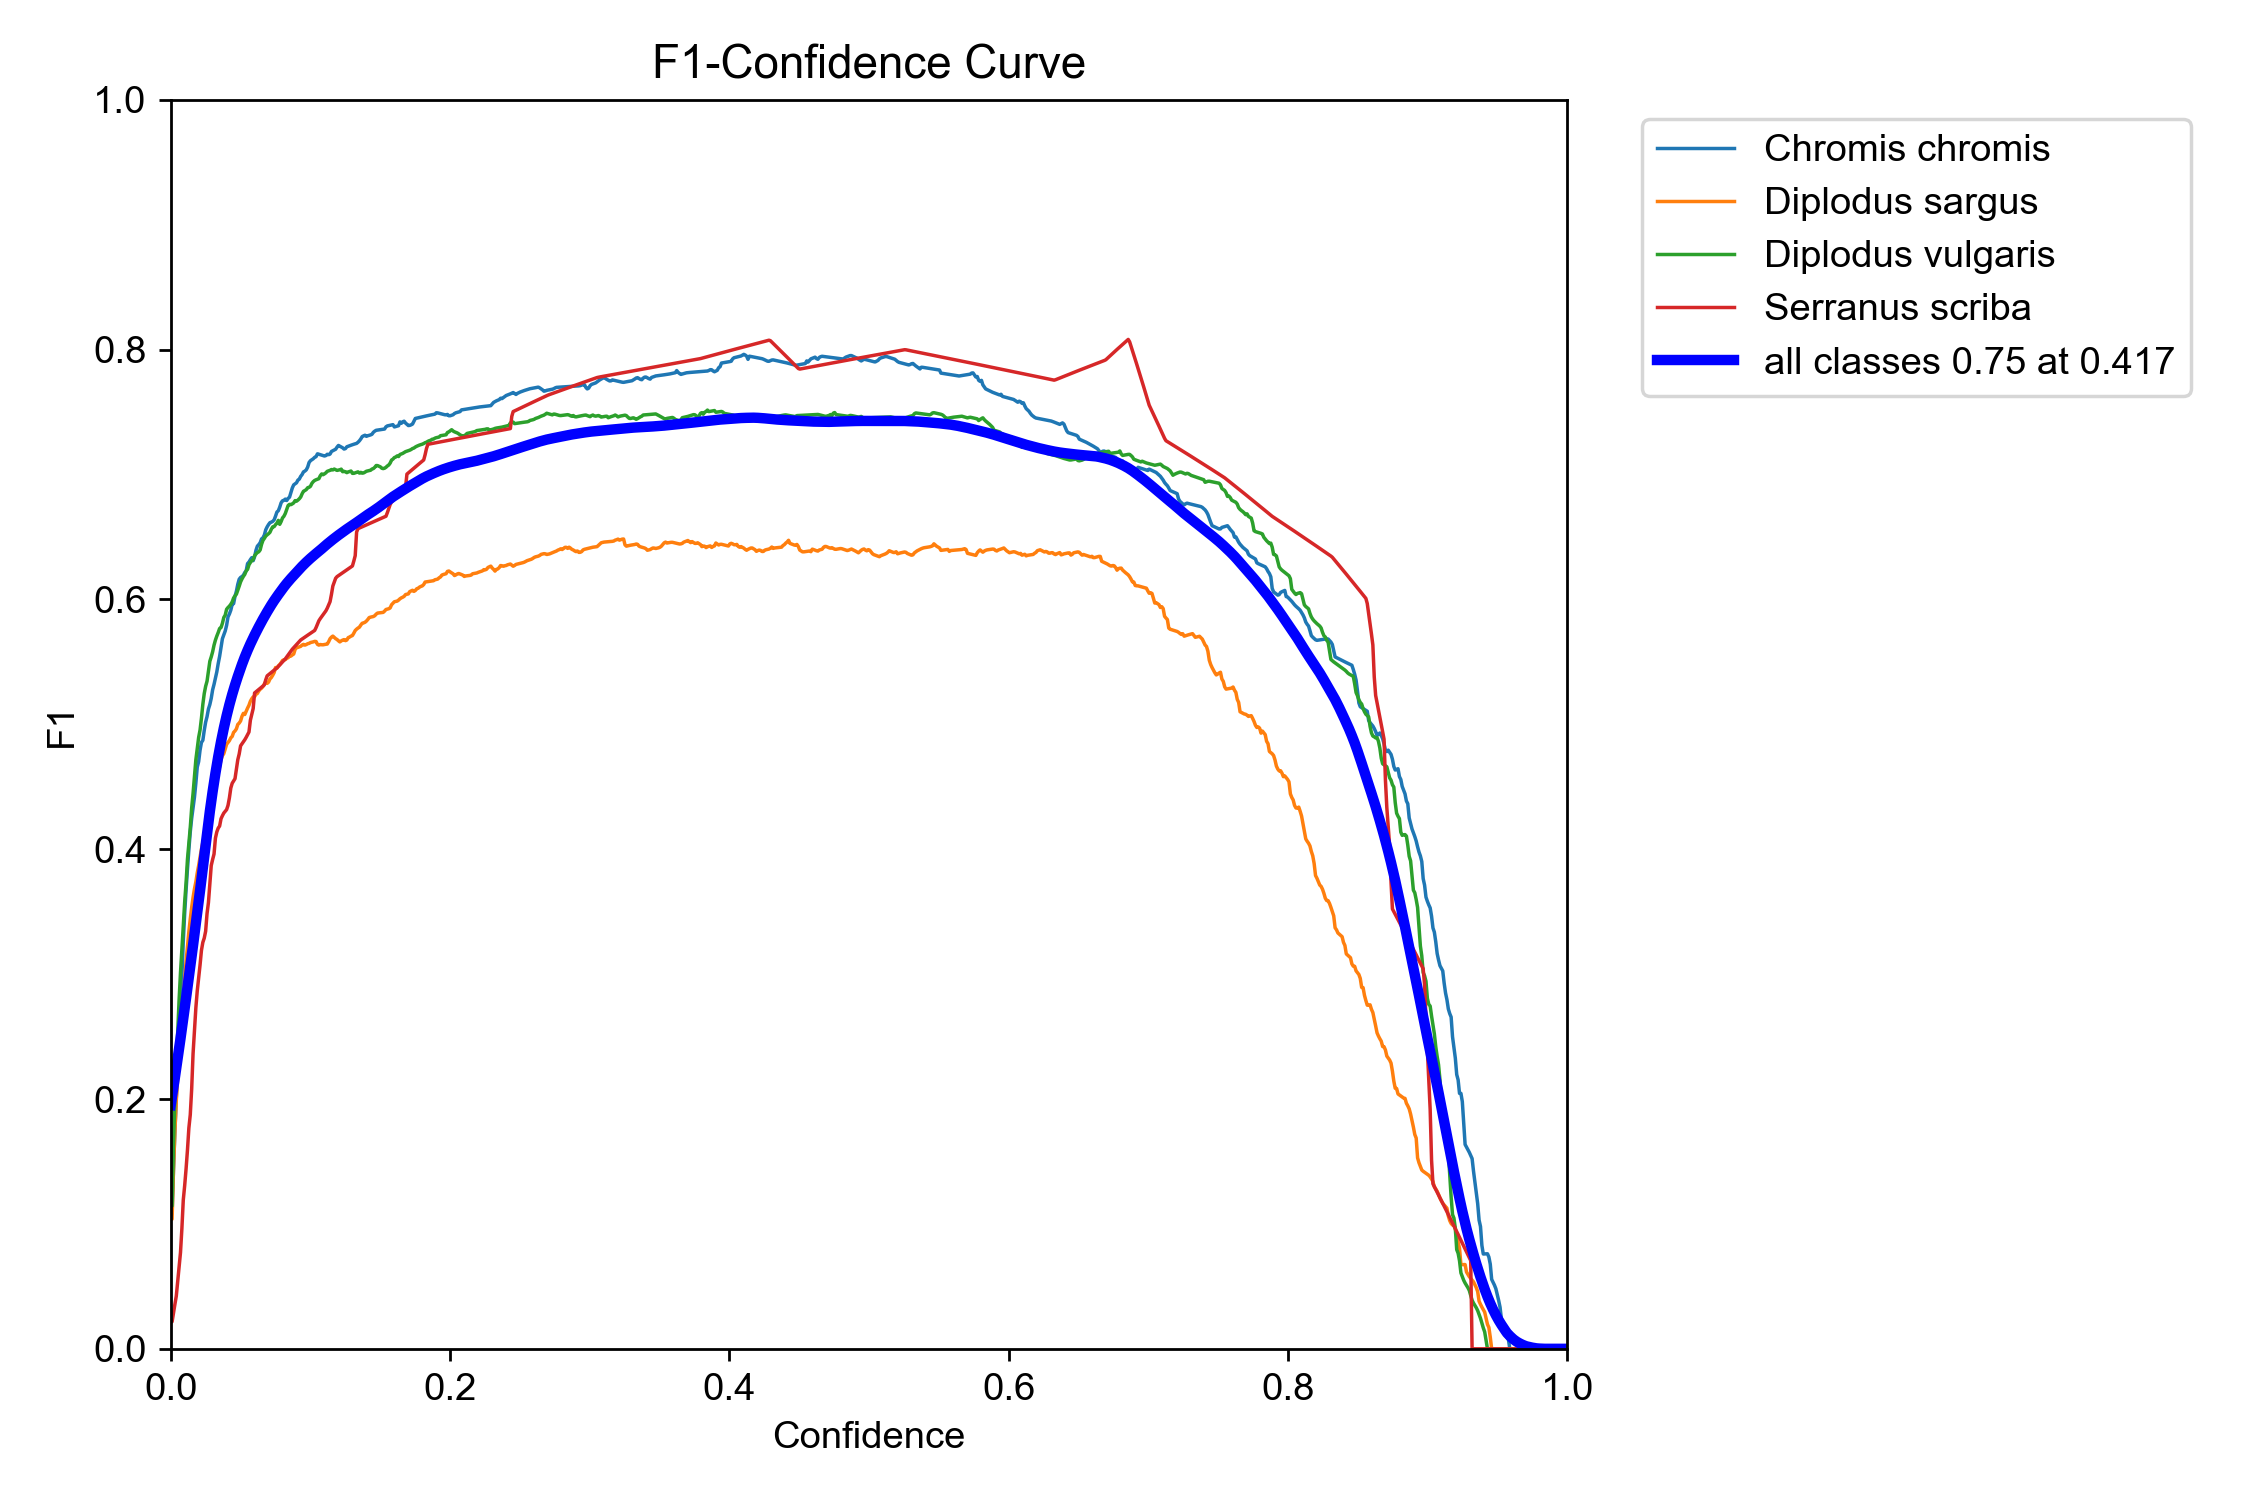 F1-Confidence Curve
1.0
0.8
0.6
0.4
0.2
0.0
F1
0.0 0.2 0.4 0.6 0.8 1.0
Confidence
Chromis chromis
Diplodus sargus
Diplodus vulgaris
Serranus scriba
all classes 0.75 at 0.417